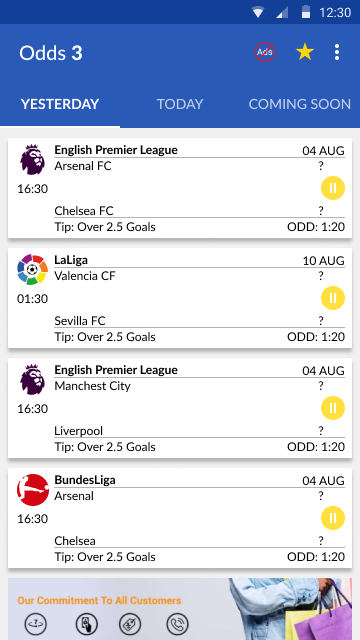 12:30
Odds 3
Ads
YESTERDAY TODAY COMING SOON
English Premier League 04 AUG
Arsenal FC ?
16:30
Chelsea FC ?
Tip: Over 2.5 Goals ODD: 1:20
LaLiga 10 AUG
Valencia CF ?
01:30
Sevilla FC ?
Tip: Over 2.5 Goals ODD: 1:20
English Premier League 04 AUG
Manchest City ?
16:30
Liverpool ?
Tip: Over 2.5 Goals ODD: 1:20
BundesLiga 04 AUG
Arsenal ?
16:30
Chelsea ?
Tip: Over 2.5 Goals ODD: 1:20
Our Commitment To All Customers